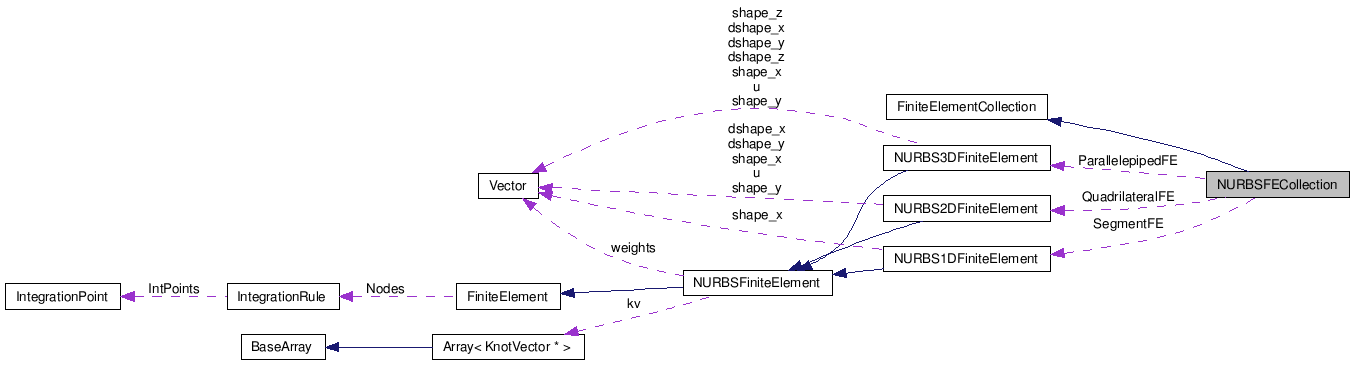 shape_z
dshape_x
dshape_y
dshape_z
shape_x
u
shape_y
FiniteElementCollection
dshape_x
dshape_y
shape_x
u
shape_y
NURBS3DFiniteElement
ParallelepipedFE
Vector
NURBSFECollection
NURBS2DFiniteElement
QuadrilateralFE
shape_x
SegmentFE
weights
NURBS1DFiniteElement
NURBSFiniteElement
IntegrationPoint
IntPoints
IntegrationRule
Nodes
FiniteElement
kv
BaseArray
Array< KnotVector * >